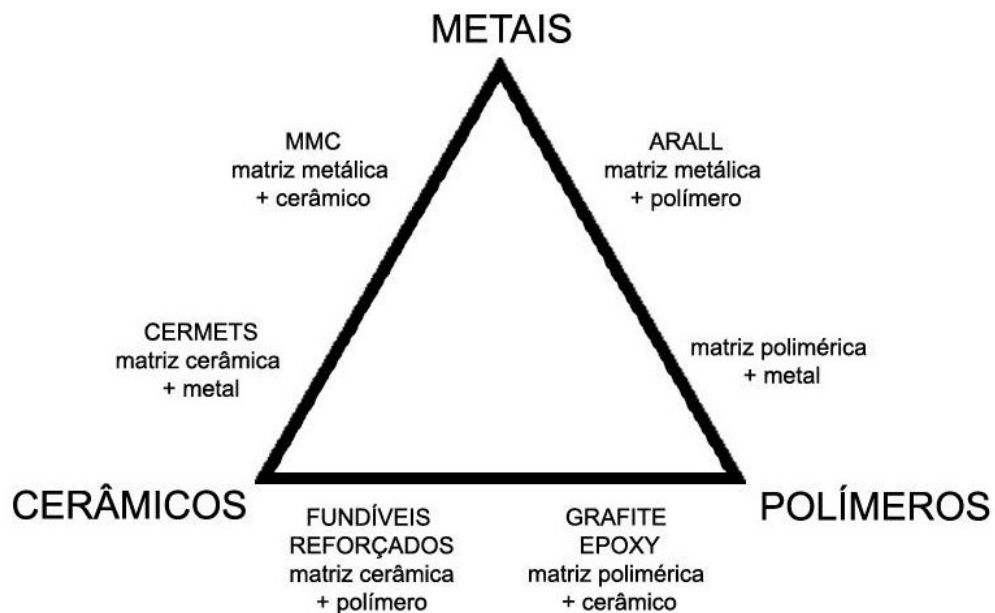 METAIS
MMC
matriz metálica
+ cerâmico
ARALL
matriz metálica
+ polímero
CERMETS
matriz cerâmica
+ metal
matriz polimérica
+ metal
CERÂMICOS
POLÍMEROS
FUNDÍVEIS
REFORÇADOS
matriz cerâmica
+ polímero
GRAFITE
EPOXY
matriz polimérica
+ cerâmico